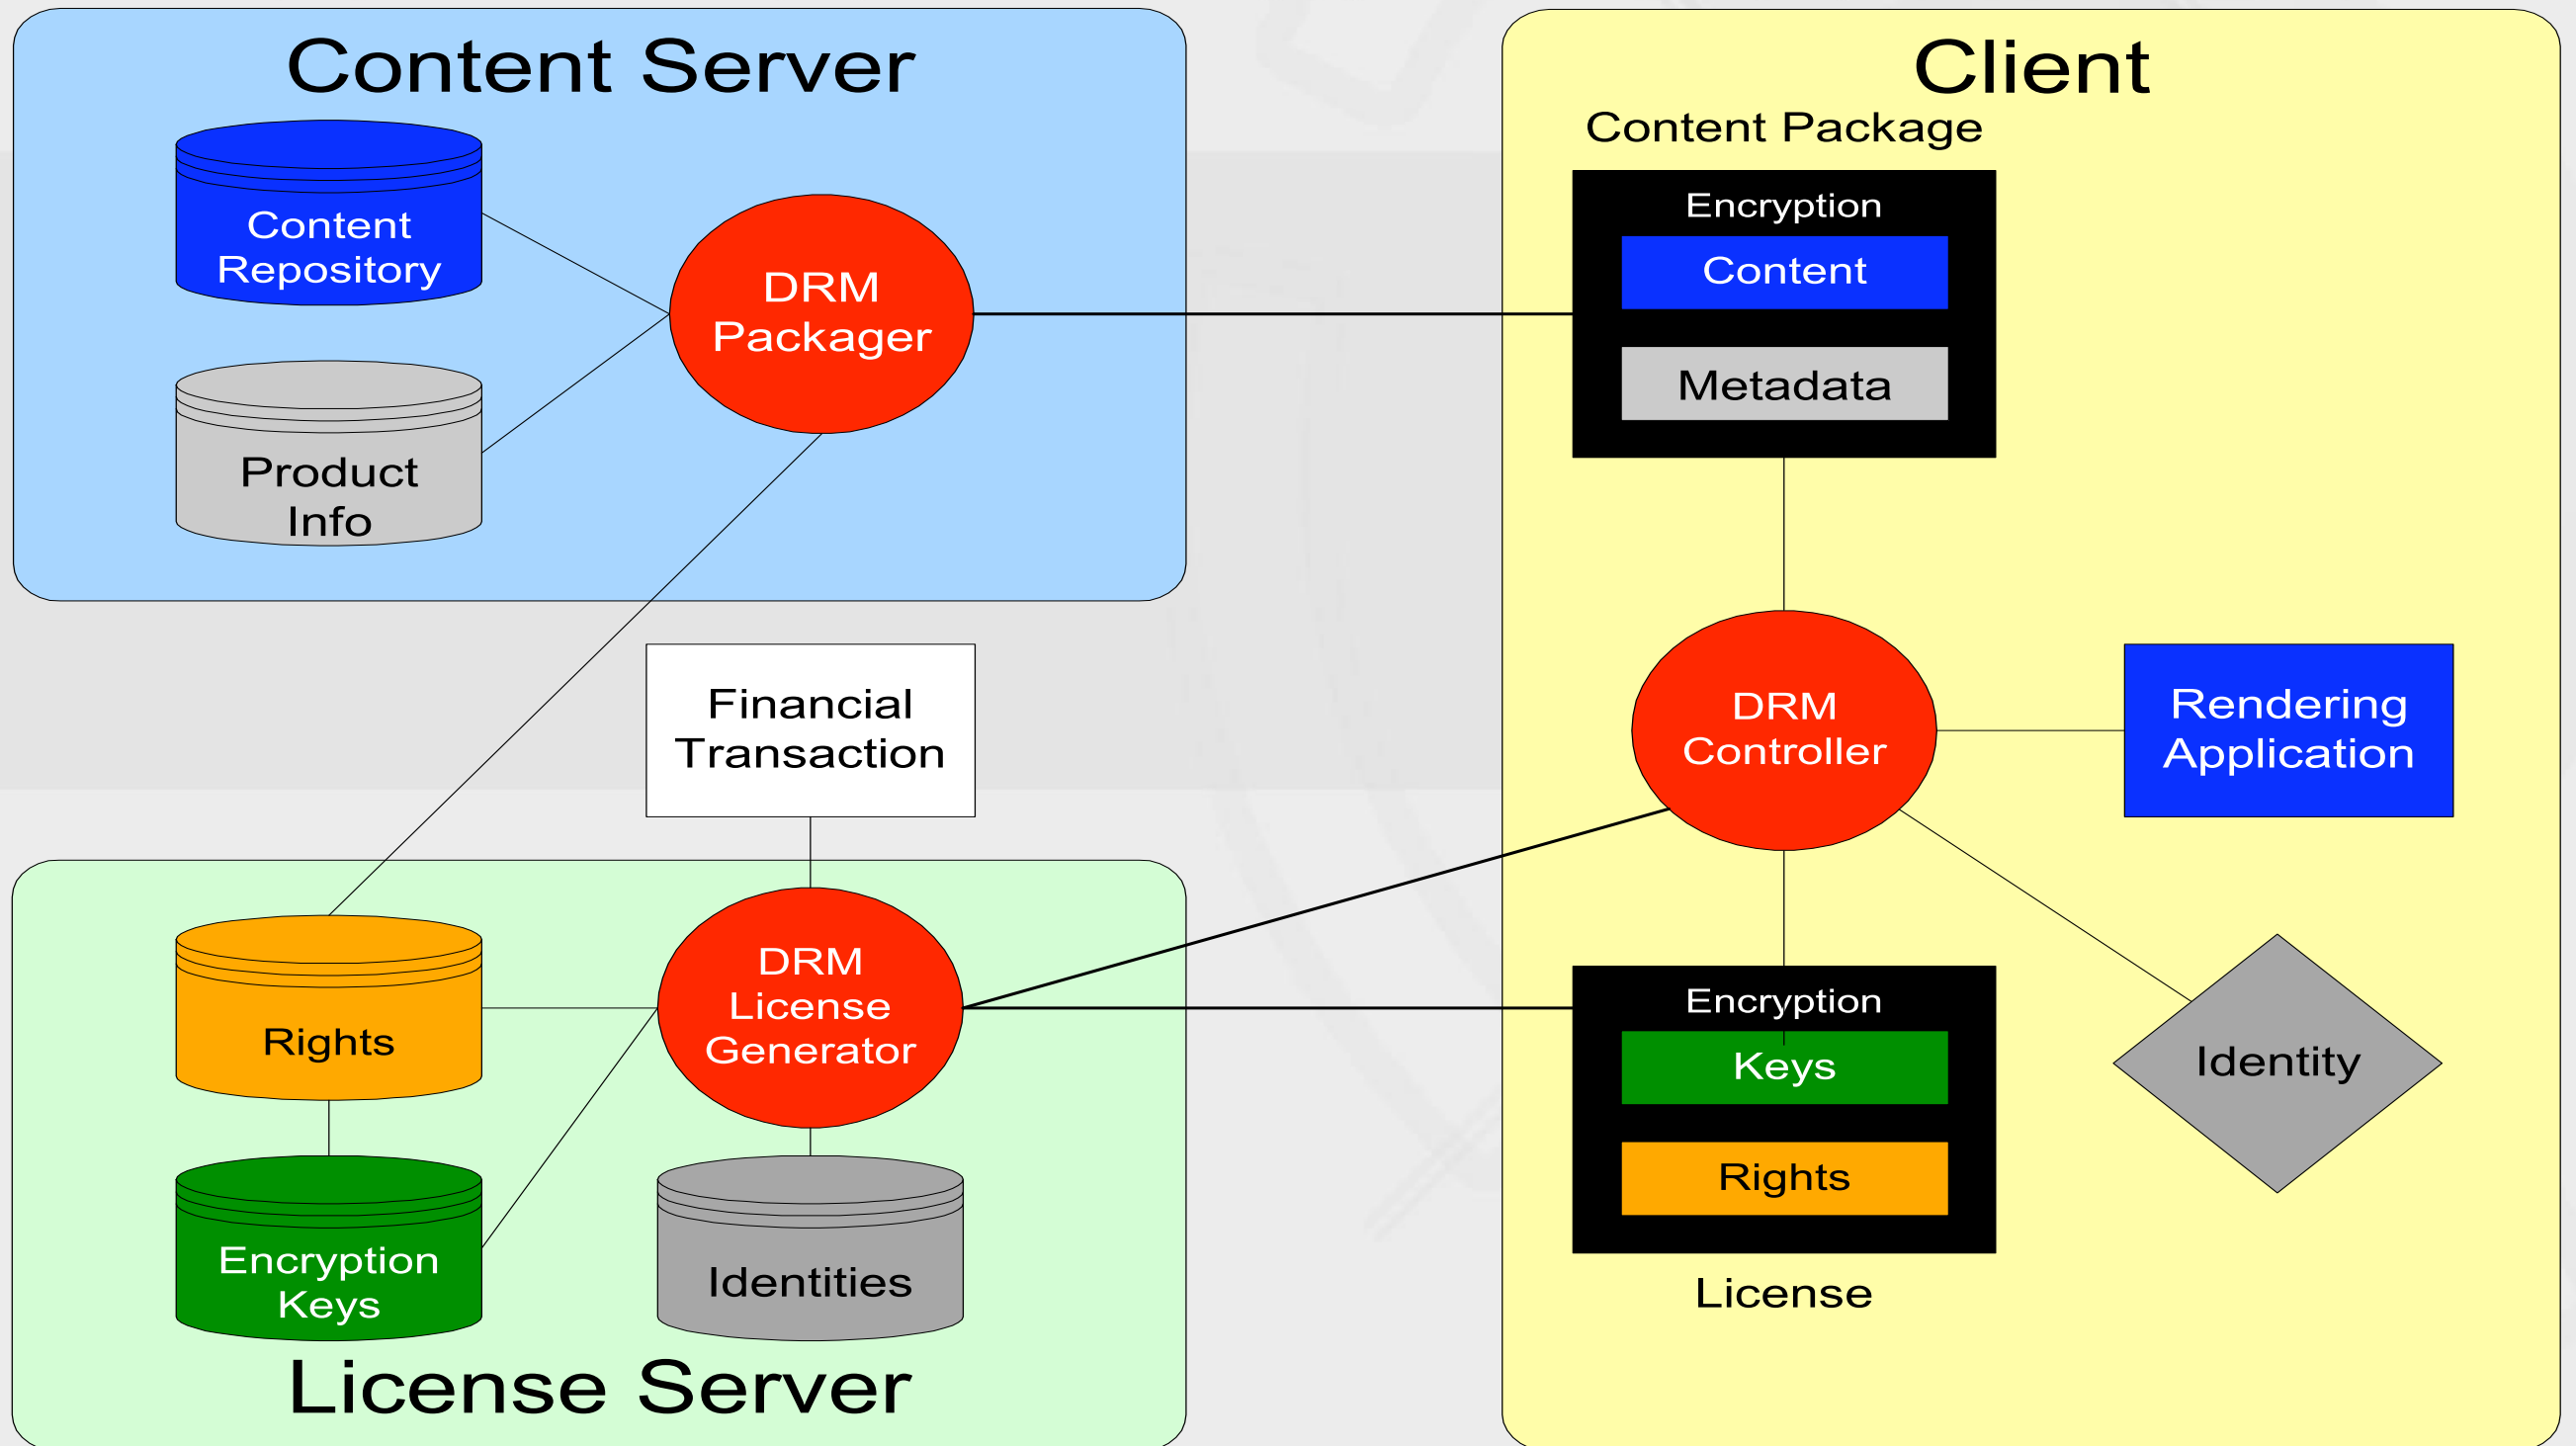 Content Server
Content
Repository
DRM
Packager
Product
Info
Financial
Transaction
DRM
License
Generator
Rights
Encryption
Keys
Identities
License Server
Client
Content Package
Encryption
Content
Metadata
DRM
Controller
Rendering
Application
Encryption
Keys
Rights
License
Identity